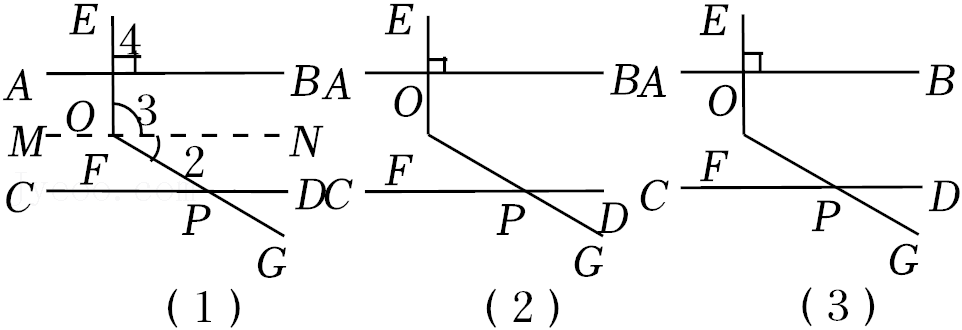 E 4 E E
A B A B A B
O 3 O O
M N
F 2 F F
C D C D C D
P P P
G G G
(1) (2) (3)